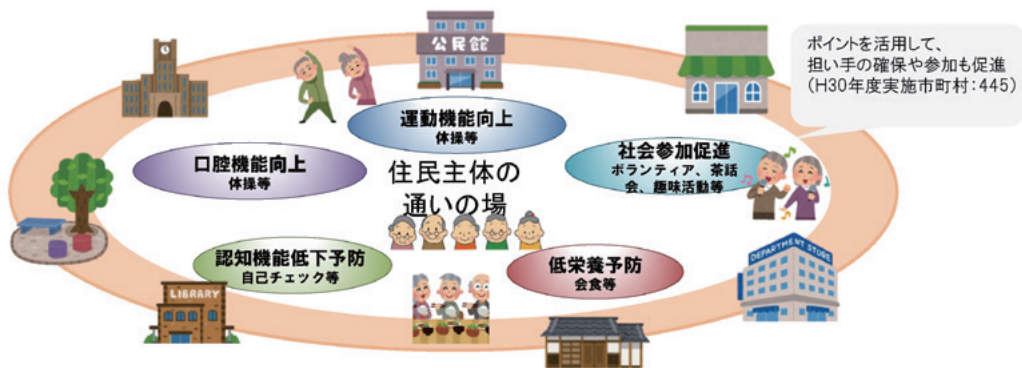 公民館
ポイントを活用して、
担い手の確保や参加も促進
(H30年度実施市町村:445)
運動機能向上
体操等
口腔機能向上
体操等
社会参加促進
ボランティア、茶話
会、趣味活動等
住民主体の
通いの場
認知機能低下予防
自己チェック等
低栄養予防
会食等
DEPARTMENT STORE
LIBRARY